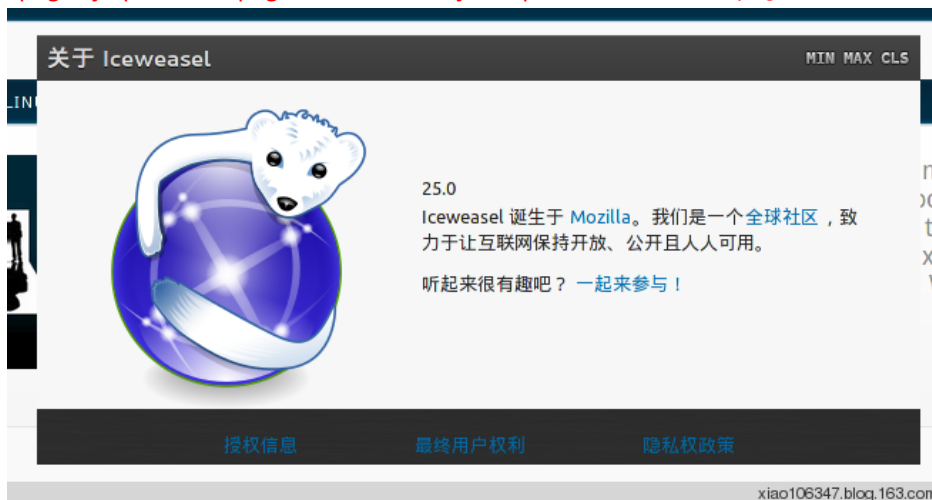 关于 Iceweasel
MIN MAX CLS
LINU
25.0
Iceweasel 诞生于 Mozilla。我们是一个全球社区，致
力于让互联网保持开放、公开且人人可用。
听起来很有趣吧？ 一起来参与！
授权信息
最终用户权利
隐私权政策
xiao106347.blog.163.com